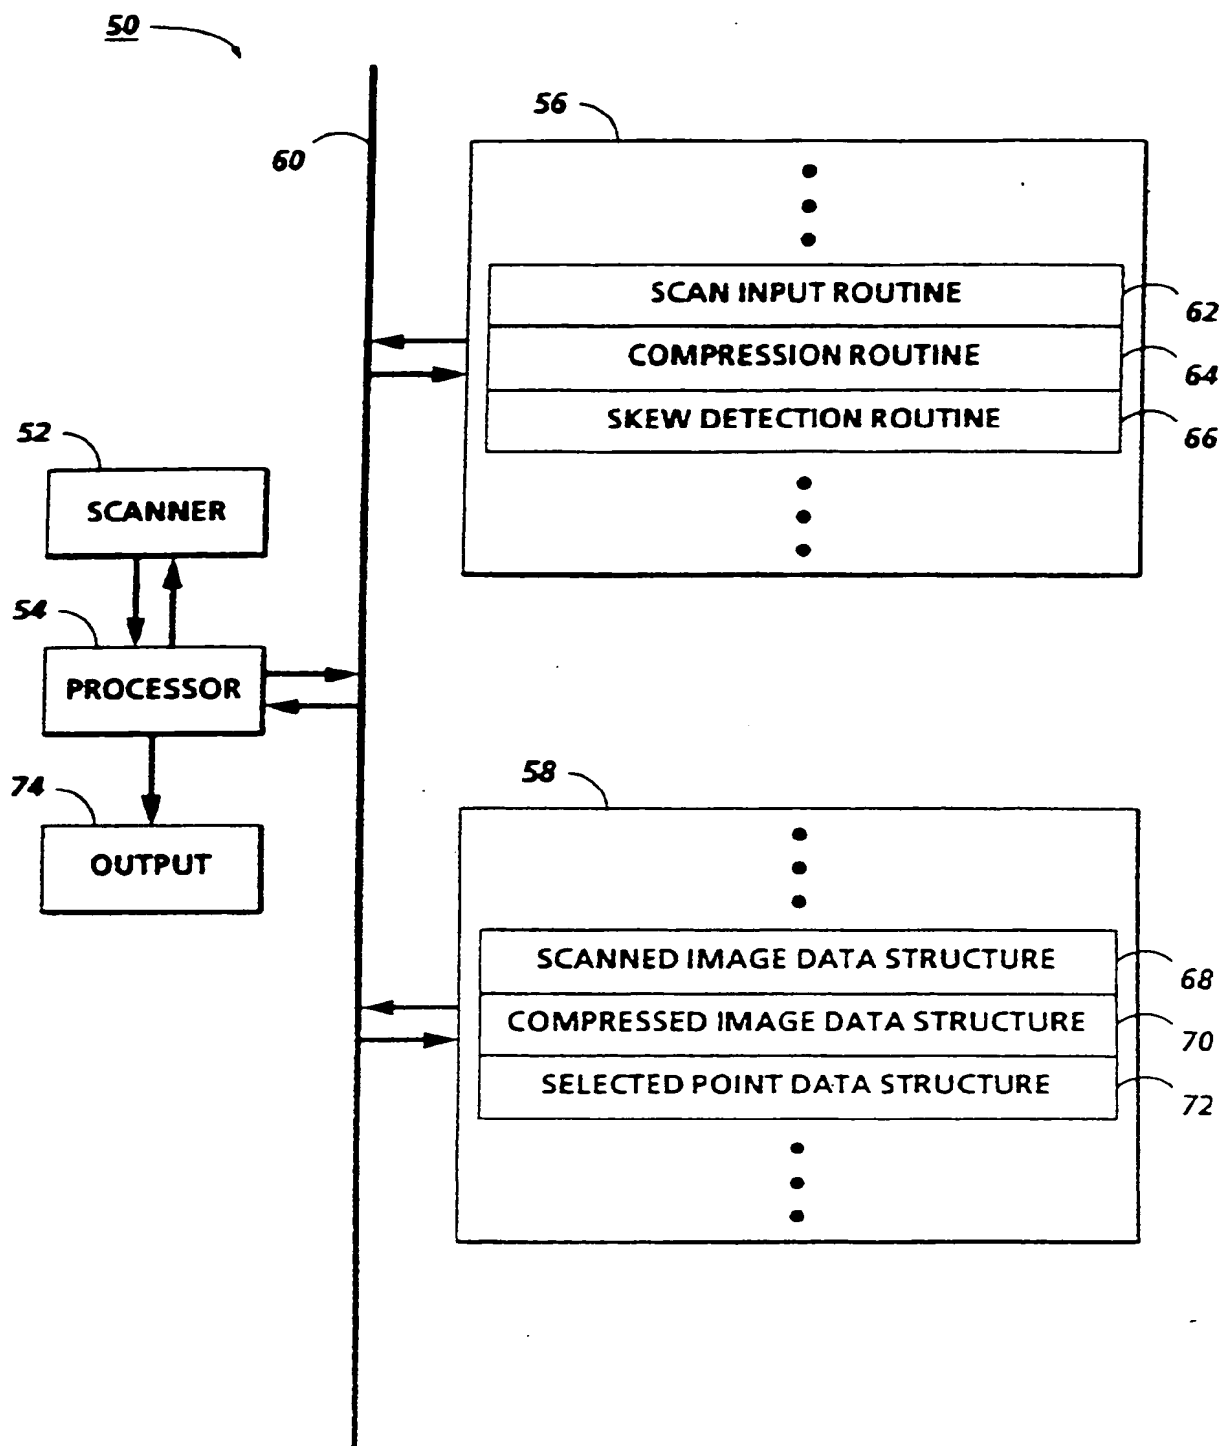 50
60
56
SCAN INPUT ROUTINE
62
COMPRESSION ROUTINE
64
SKEW DETECTION ROUTINE
66
52
SCANNER
54
PROCESSOR
74
OUTPUT
58
SCANNED IMAGE DATA STRUCTURE
68
COMPRESSED IMAGE DATA STRUCTURE
70
SELECTED POINT DATA STRUCTURE
72